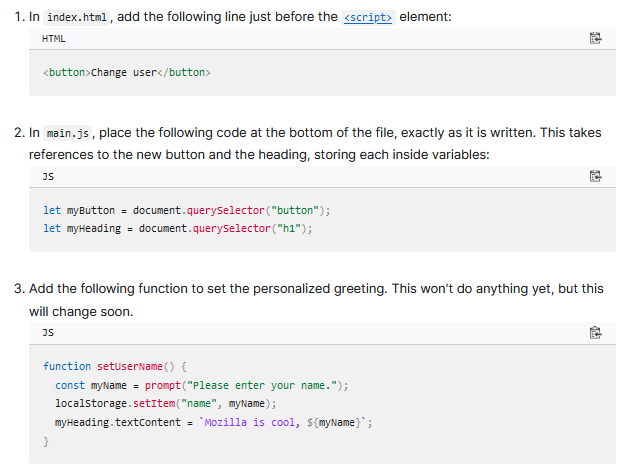 1. In index.html, add the following line just before the <script> element:
HTML
<button>Change user</button>
2. In main.js, place the following code at the bottom of the file, exactly as it is written. This takes
references to the new button and the heading, storing each inside variables:
JS
let myButton = document.querySelector("button");
let myHeading = document.querySelector("h1");
3. Add the following function to set the personalized greeting. This won't do anything yet, but this
will change soon.
JS
function setUserName() {
  const myName = prompt("Please enter your name.");
  localStorage.setItem("name", myName);
  myHeading.textContent = `Mozilla is cool, ${myName}`;
}